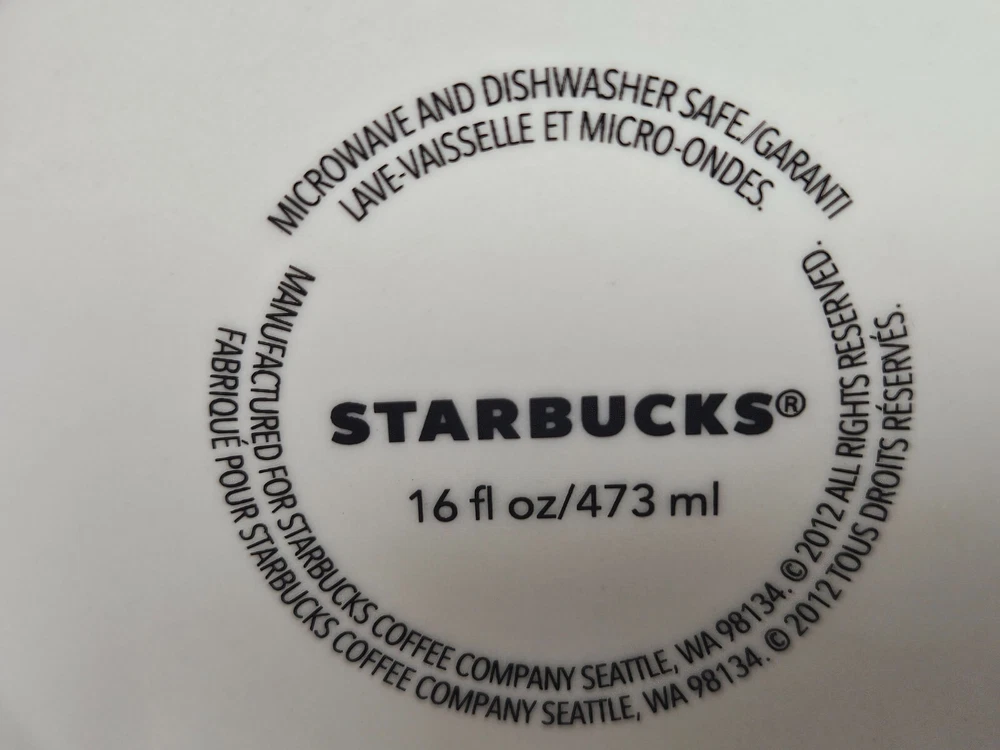 MICROWAVE AND DISHWASHER SAFE./GARANTI
LAVE-VAISSELLE ET MICRO-ONDES.
STARBUCKS®
16 fl oz/473 ml
MANUFACTURED FOR STARBUCKS COFFEE COMPANY SEATTLE, WA 98134. © 2012 ALL RIGHTS RESERVED.
FABRIQUÉ POUR STARBUCKS COFFEE COMPANY SEATTLE, WA 98134. © 2012 TOUS DROITS RÉSERVÉS.